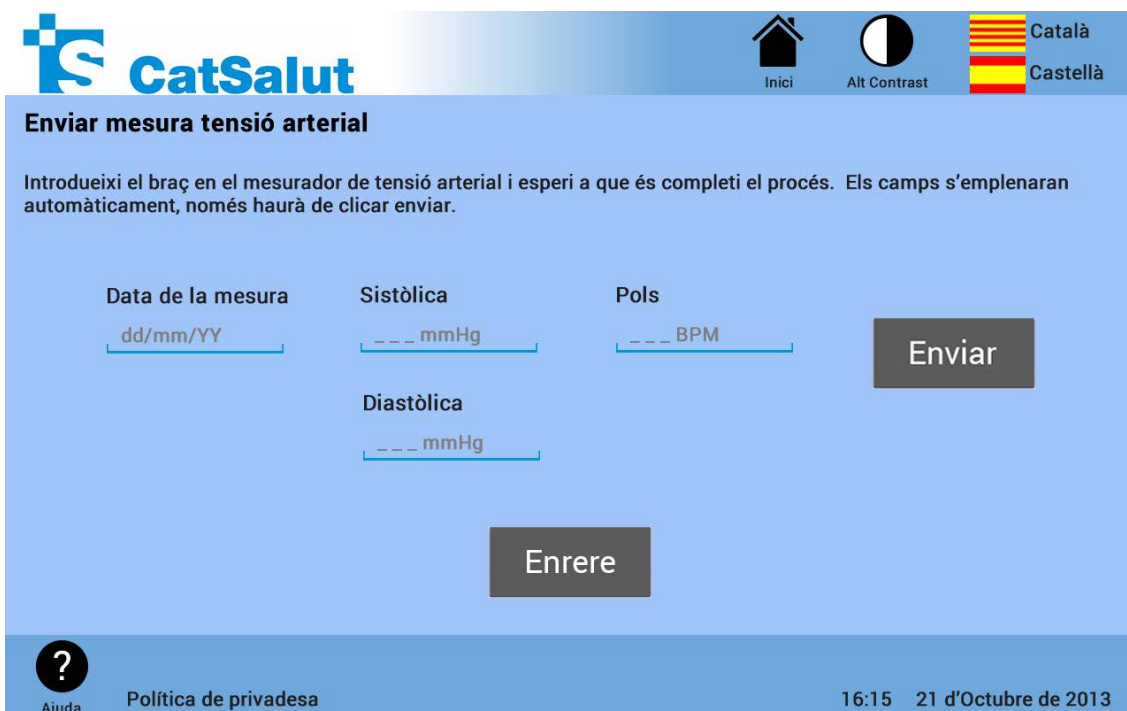 CatSalut
Inici
Alt Contrast
Català
Castellà
Enviar mesura tensió arterial
Introdueixi el braç en el mesurador de tensió arterial i esperi a que és completi el procés. Els camps s'emplenaran
automàticament, només haurà de clicar enviar.
Data de la mesura
dd/mm/YY
Sistòlica
_ _ _ mmHg
Pols
_ _ _ BPM
Enviar
Diastòlica
_ _ _ mmHg
Enrere
?
Ajuda
Política de privadesa
16:15 21 d'Octubre de 2013